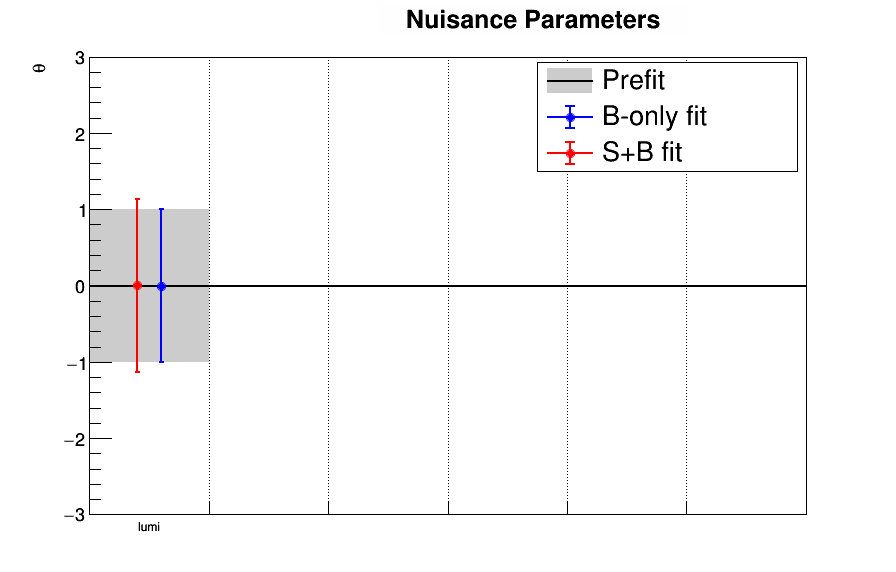 Nuisance Parameters
θ
3
2
1
0
−1
−2
−3
Prefit
B-only fit
S+B fit
lumi